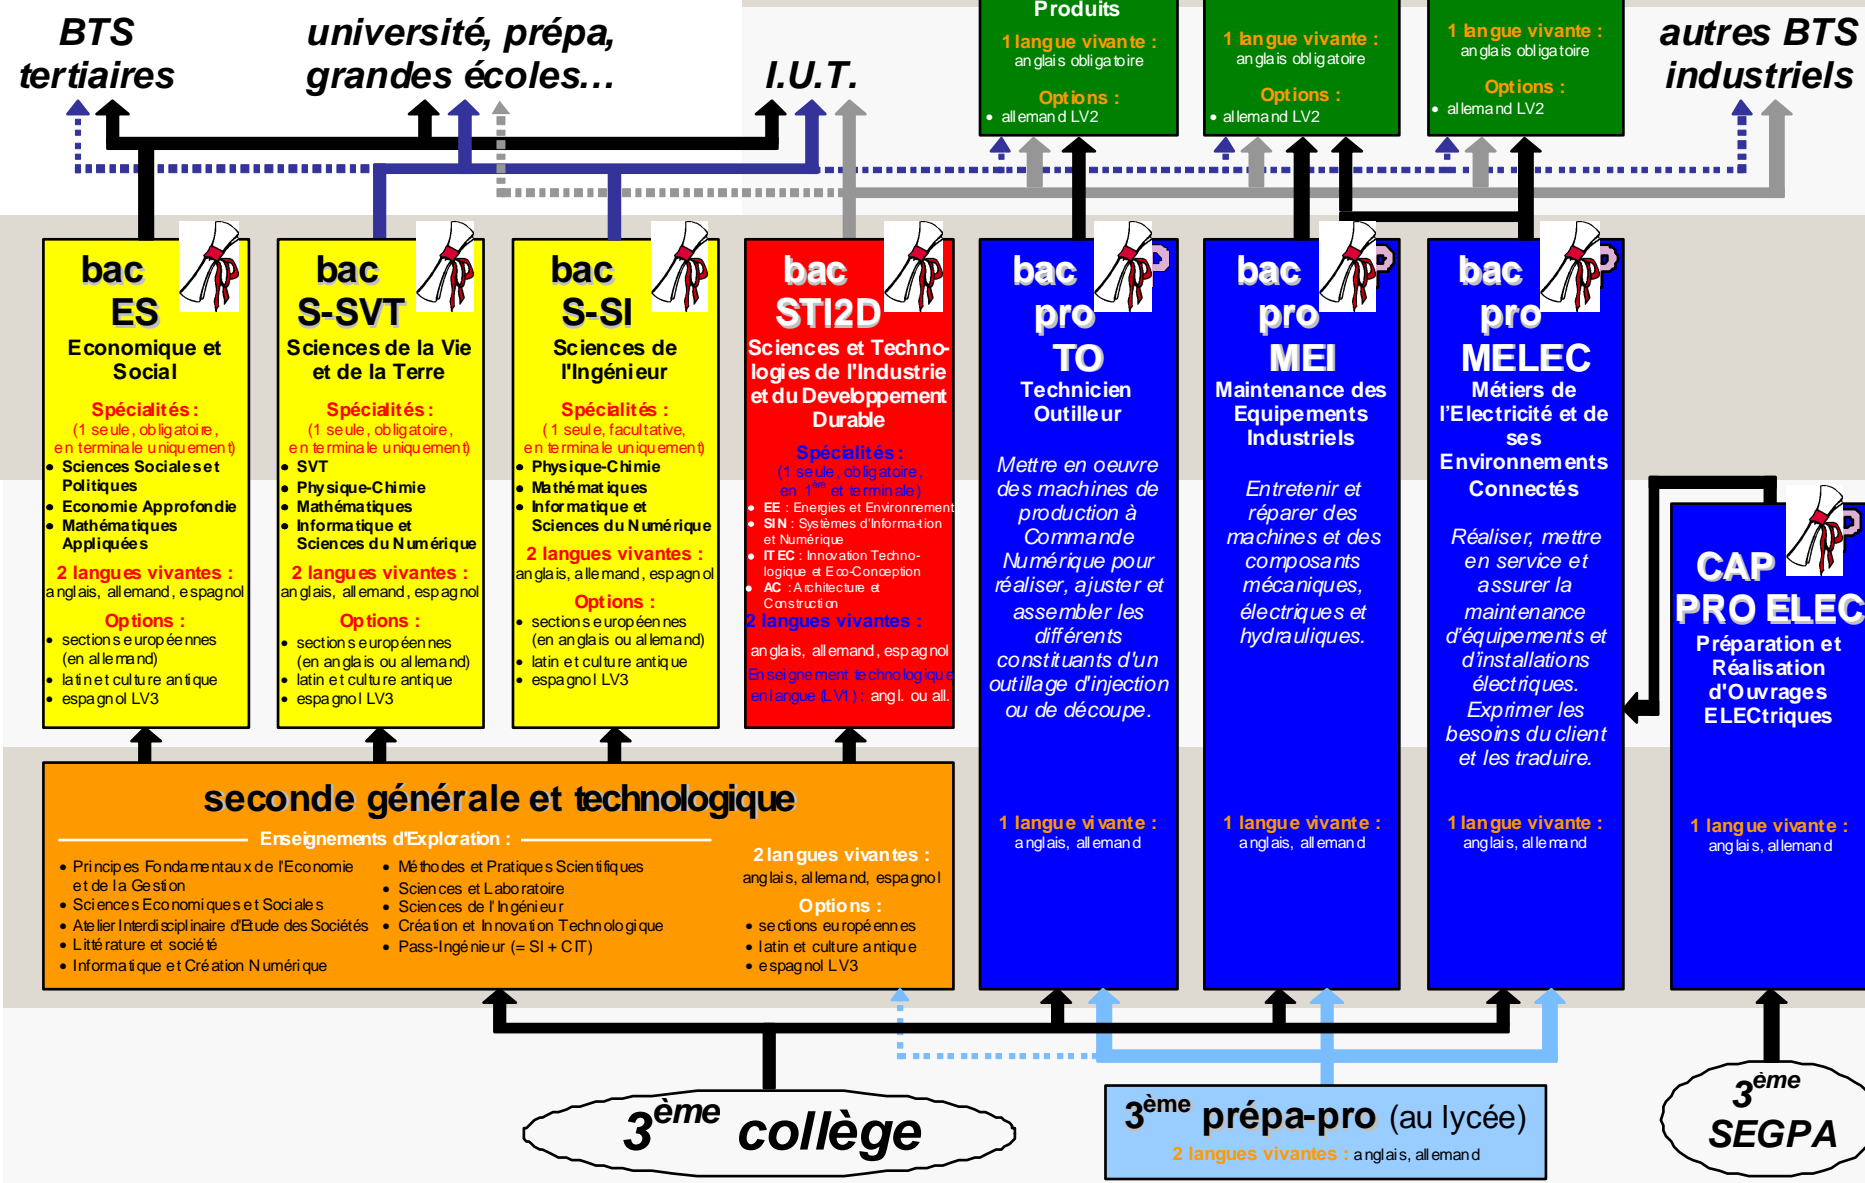 BTS
tertiaires
université, prépa,
grandes écoles...
I.U.T.
Produits
1 langue vivante :
anglais obligatoire
Options :
• allemand LV2
1 langue vivante :
anglais obligatoire
Options :
• allemand LV2
1 langue vivante :
anglais obligatoire
Options :
• allemand LV2
autres BTS
industriels
bac
ES
Economique et
Social
Spécialités :
(1 seule, obligatoire,
en terminale uniquement)
• Sciences Sociales et
Politiques
• Economie Approfondie
• Mathématiques
Appliquées
2 langues vivantes :
anglais, allemand, espagnol
Options :
• sections européennes
(en allemand)
• latin et culture antique
• espagnol LV3
bac
S-SVT
Sciences de la Vie
et de la Terre
Spécialités :
(1 seule, obligatoire,
en terminale uniquement)
• SVT
• Physique-Chimie
• Mathématiques
• Informatique et
Sciences du Numérique
2 langues vivantes :
anglais, allemand, espagnol
Options :
• sections européennes
(en anglais ou allemand)
• latin et culture antique
• espagnol LV3
bac
S-SI
Sciences de
l'Ingénieur
Spécialités :
(1 seule, facultative,
en terminale uniquement)
• Physique-Chimie
• Mathématiques
• Informatique et
Sciences du Numérique
2 langues vivantes :
anglais, allemand, espagnol
Options :
• sections européennes
(en anglais ou allemand)
• latin et culture antique
• espagnol LV3
bac
STI2D
Sciences et Techno-
logies de l'Industrie
et du Developpement
Durable
Spécialités :
(1 seule, obligatoire,
en 1ère et terminale)
• EE : Energies et Environnement
• SIN : Systèmes d'Information
et Numérique
• ITEC : Innovation Techno-
logique et Eco-Conception
• AC : Architecture et
Construction
2 langues vivantes :
anglais, allemand, espagnol
Enseignement technologique
en langue (LV1) : angl. ou all.
bac
pro
TO
Technicien
Outilleur
Mettre en oeuvre
des machines de
production à
Commande
Numérique pour
réaliser, ajuster et
assembler les
différents
constituants d'un
outillage d'injection
ou de découpe.
1 langue vivante :
anglais, allemand
bac
pro
MEI
Maintenance des
Equipements
Industriels
Entretenir et
réparer des
machines et des
composants
mécaniques,
électriques et
hydrauliques.
1 langue vivante :
anglais, allemand
bac
pro
MELEC
Métiers de
l'Electricité et de
ses
Environnements
Connectés
Réaliser, mettre
en service et
assurer la
maintenance
d'équipements et
d'installations
électriques.
Exprimer les
besoins du client
et les traduire.
1 langue vivante :
anglais, allemand
CAP
PRO ELEC
Préparation et
Réalisation
d'Ouvrages
ELECtriques
1 langue vivante :
anglais, allemand
seconde générale et technologique
Enseignements d'Exploration :
• Principes Fondamentaux de l'Economie
et de la Gestion
• Sciences Economiques et Sociales
• Atelier Interdisciplinaire d'Etude des Sociétés
• Littérature et société
• Informatique et Création Numérique
• Méthodes et Pratiques Scientifiques
• Sciences et Laboratoire
• Sciences de l'Ingénieur
• Création et Innovation Technologique
• Pass-Ingénieur (= SI + CIT)
2 langues vivantes :
anglais, allemand, espagnol
Options :
• sections européennes
• latin et culture antique
• espagnol LV3
3ème collège
3ème prépa-pro (au lycée)
2 langues vivantes : anglais, allemand
3ème
SEGPA